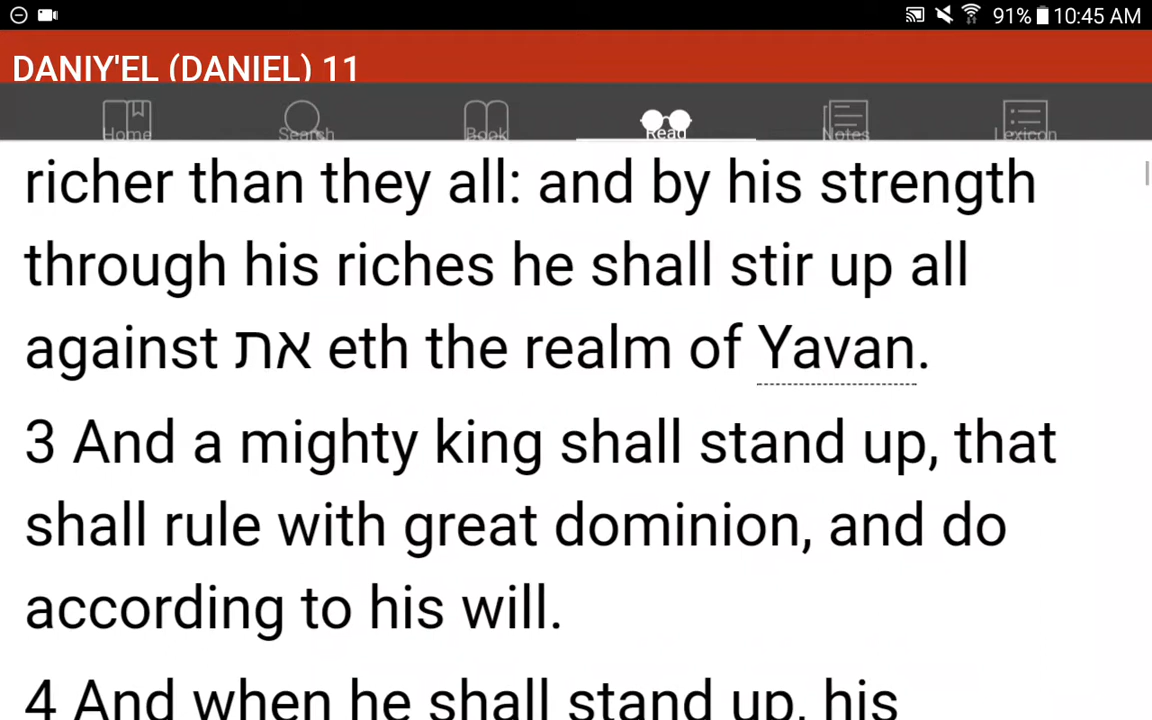 91% 10:45 AM
DANIY'EL (DANIEL) 11
Home Search Book Read Notes Lexicon
richer than they all: and by his strength
through his riches he shall stir up all
against את eth the realm of Yavan.
3 And a mighty king shall stand up, that
shall rule with great dominion, and do
according to his will.
4 And when he shall stand up, his